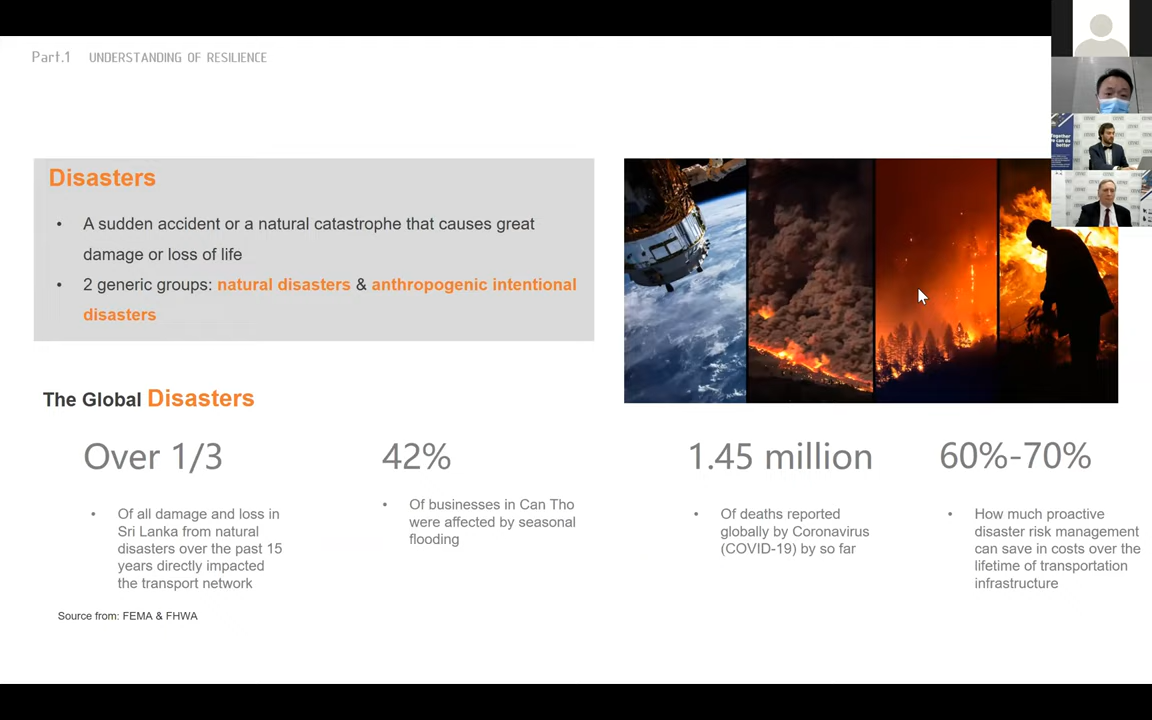 Part.1 UNDERSTANDING OF RESILIENCE
Disasters
• A sudden accident or a natural catastrophe that causes great
damage or loss of life
• 2 generic groups: natural disasters & anthropogenic intentional
disasters
The Global Disasters
Over 1/3
• Of all damage and loss in
Sri Lanka from natural
disasters over the past 15
years directly impacted
the transport network
42%
• Of businesses in Can Tho
were affected by seasonal
flooding
1.45 million
• Of deaths reported
globally by Coronavirus
(COVID-19) by so far
60%-70%
• How much proactive
disaster risk management
can save in costs over the
lifetime of transportation
infrastructure
Source from: FEMA & FHWA
Together
we can do
better